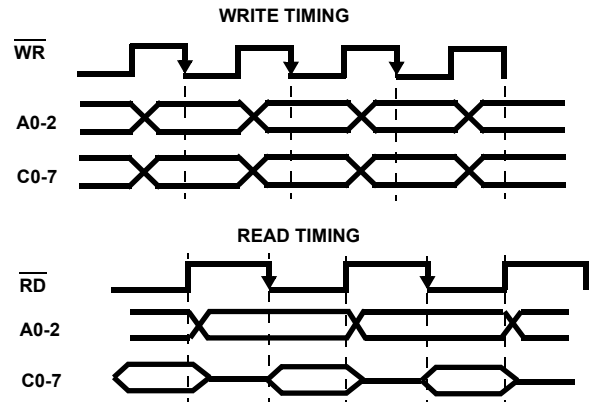 WRITE TIMING
WR
A0-2
C0-7
READ TIMING
RD
A0-2
C0-7